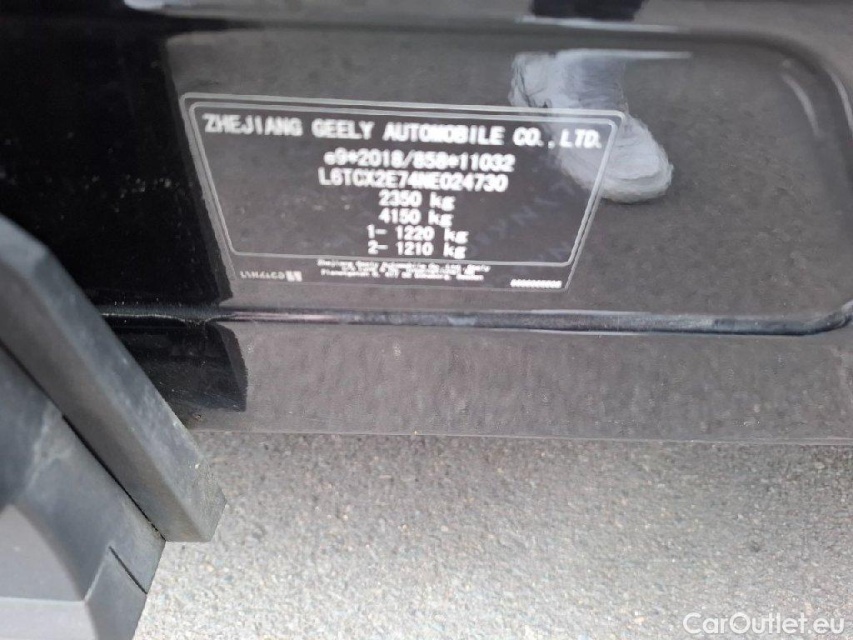 ZHEJIANG GEELY AUTOMOBILE CO., LTD.
e9*2018/858*11032
L6TCX2E74NE024730
2350 kg
4150 kg
1- 1220 kg
2- 1210 kg
CarOutlet.eu